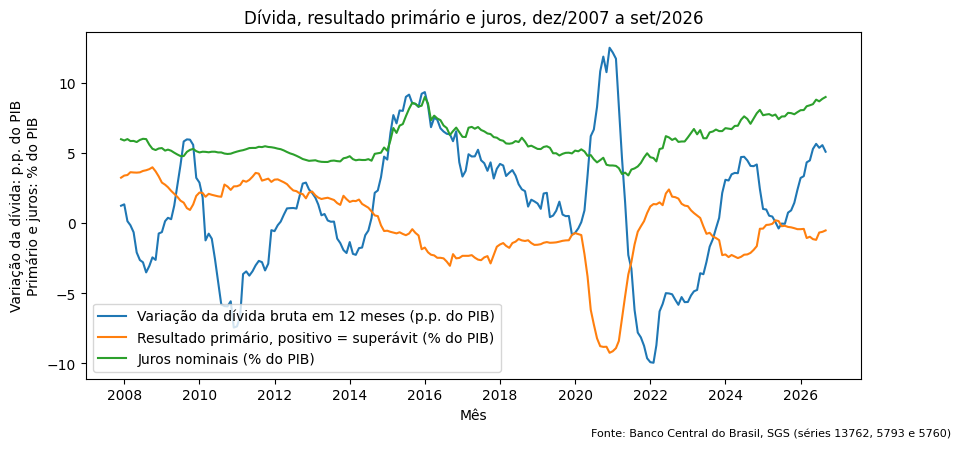 Dívida, resultado primário e juros, dez/2007 a set/2026
Variação da dívida: p.p. do PIB
Primário e juros: % do PIB
10
5
0
−5
−10
Variação da dívida bruta em 12 meses (p.p. do PIB)
Resultado primário, positivo = superávit (% do PIB)
Juros nominais (% do PIB)
2008 2010 2012 2014 2016 2018 2020 2022 2024 2026
Mês
Fonte: Banco Central do Brasil, SGS (séries 13762, 5793 e 5760)